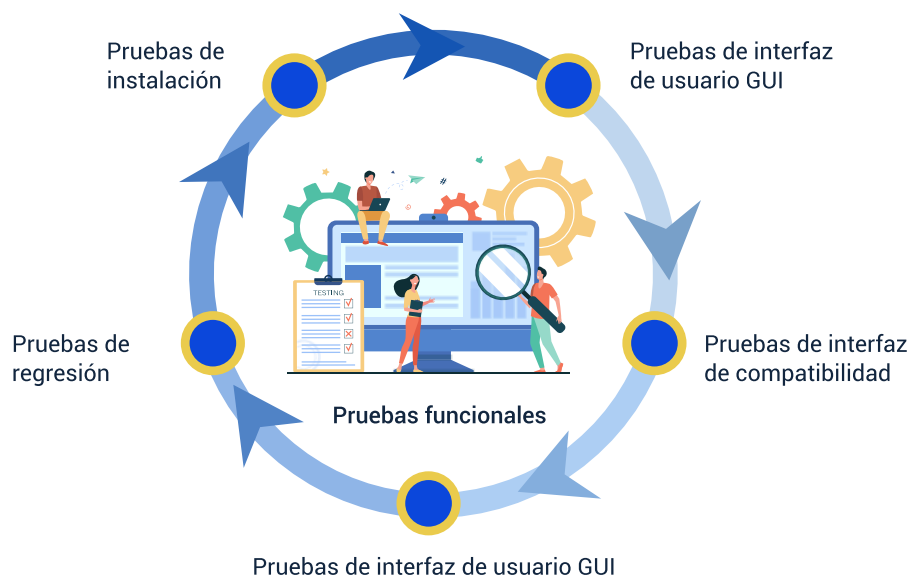 Pruebas de
instalación
Pruebas de interfaz
de usuario GUI
#
TESTING
Pruebas de
regresión
Pruebas de interfaz
de compatibilidad
Pruebas funcionales
Pruebas de interfaz de usuario GUI